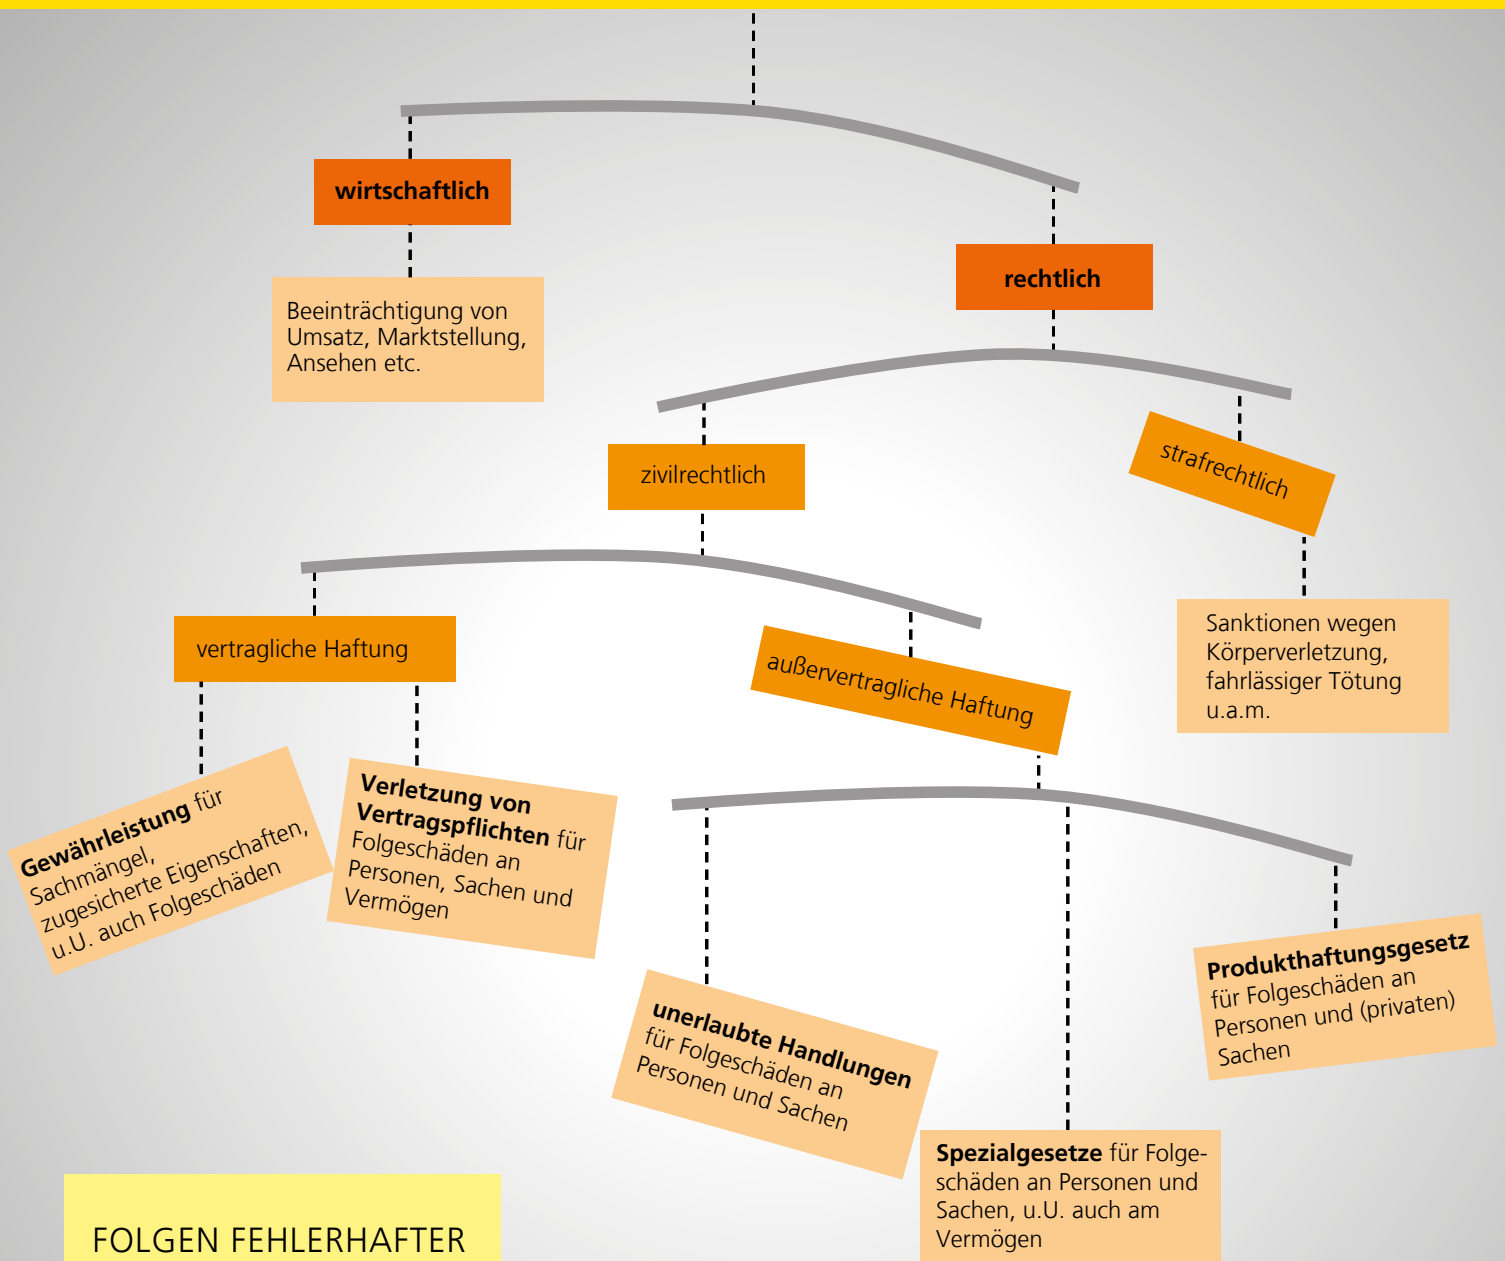 wirtschaftlich
Beeinträchtigung von
Umsatz, Marktstellung,
Ansehen etc.
rechtlich
zivilrechtlich
strafrechtlich
Sanktionen wegen
Körperverletzung,
fahrlässiger Tötung
u.a.m.
vertragliche Haftung
außervertragliche Haftung
Gewährleistung für
Sachmängel,
zugesicherte Eigenschaften,
u.U. auch Folgeschäden
Verletzung von
Vertragspflichten für
Folgeschäden an
Personen, Sachen und
Vermögen
unerlaubte Handlungen
für Folgeschäden an
Personen und Sachen
Spezialgesetze für Folge-
schäden an Personen und
Sachen, u.U. auch am
Vermögen
Produkthaftungsgesetz
für Folgeschäden an
Personen und (privaten)
Sachen
FOLGEN FEHLERHAFTER